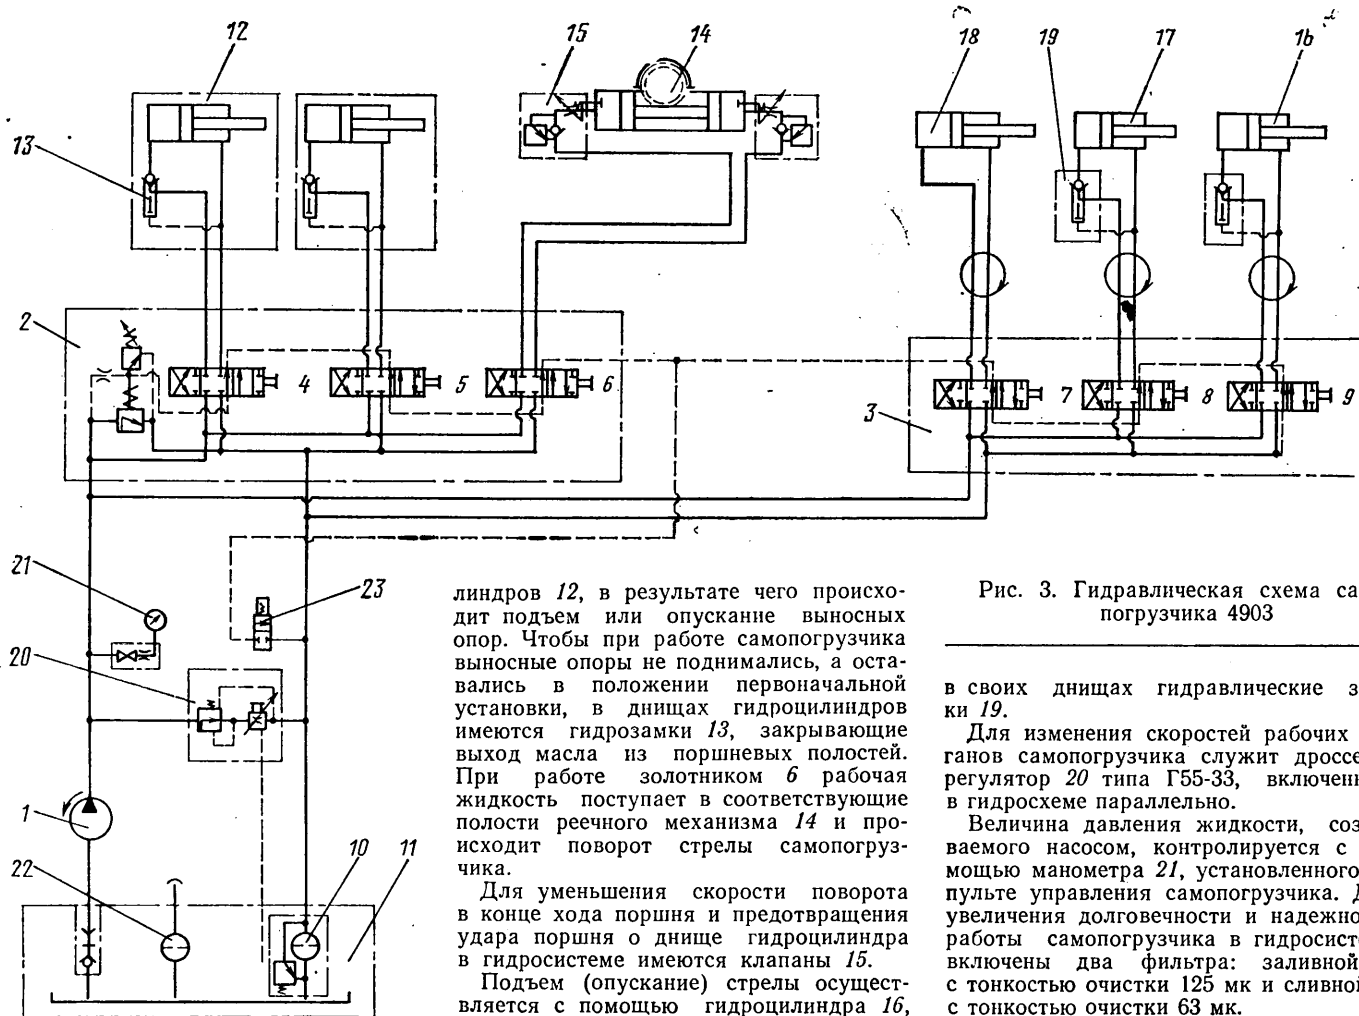 12
15
14
18
19
17
16
13
2
4
5
6
7
8
9
3
21
23
20
1
22
10
11
линдров 12, в результате чего происхо-
дит подъем или опускание выносных
опор. Чтобы при работе самопогрузчика
выносные опоры не поднимались, а оста-
вались в положении первоначальной
установки, в днищах гидроцилиндров
имеются гидрозамки 13, закрывающие
выход масла из поршневых полостей.
При работе золотником 6 рабочая
жидкость поступает в соответствующие
полости реечного механизма 14 и про-
исходит поворот стрелы самопогруз-
чика.
Для уменьшения скорости поворота
в конце хода поршня и предотвращения
удара поршня о днище гидроцилиндра
в гидросистеме имеются клапаны 15.
Подъем (опускание) стрелы осущест-
вляется с помощью гидроцилиндра 16,
Рис. 3. Гидравлическая схема са
погрузчика 4903
в своих днищах гидравлические з
ки 19.
Для изменения скоростей рабочих
ганов самопогрузчика служит дроссе
регулятор 20 типа Г55-33, включен
в гидросхеме параллельно.
Величина давления жидкости, соз
ваемого насосом, контролируется с
мощью манометра 21, установленного
пульте управления самопогрузчика. Д
увеличения долговечности и надежно
работы самопогрузчика в гидросист
включены два фильтра: заливной
с тонкостью очистки 125 мк и сливно
с тонкостью очистки 63 мк.